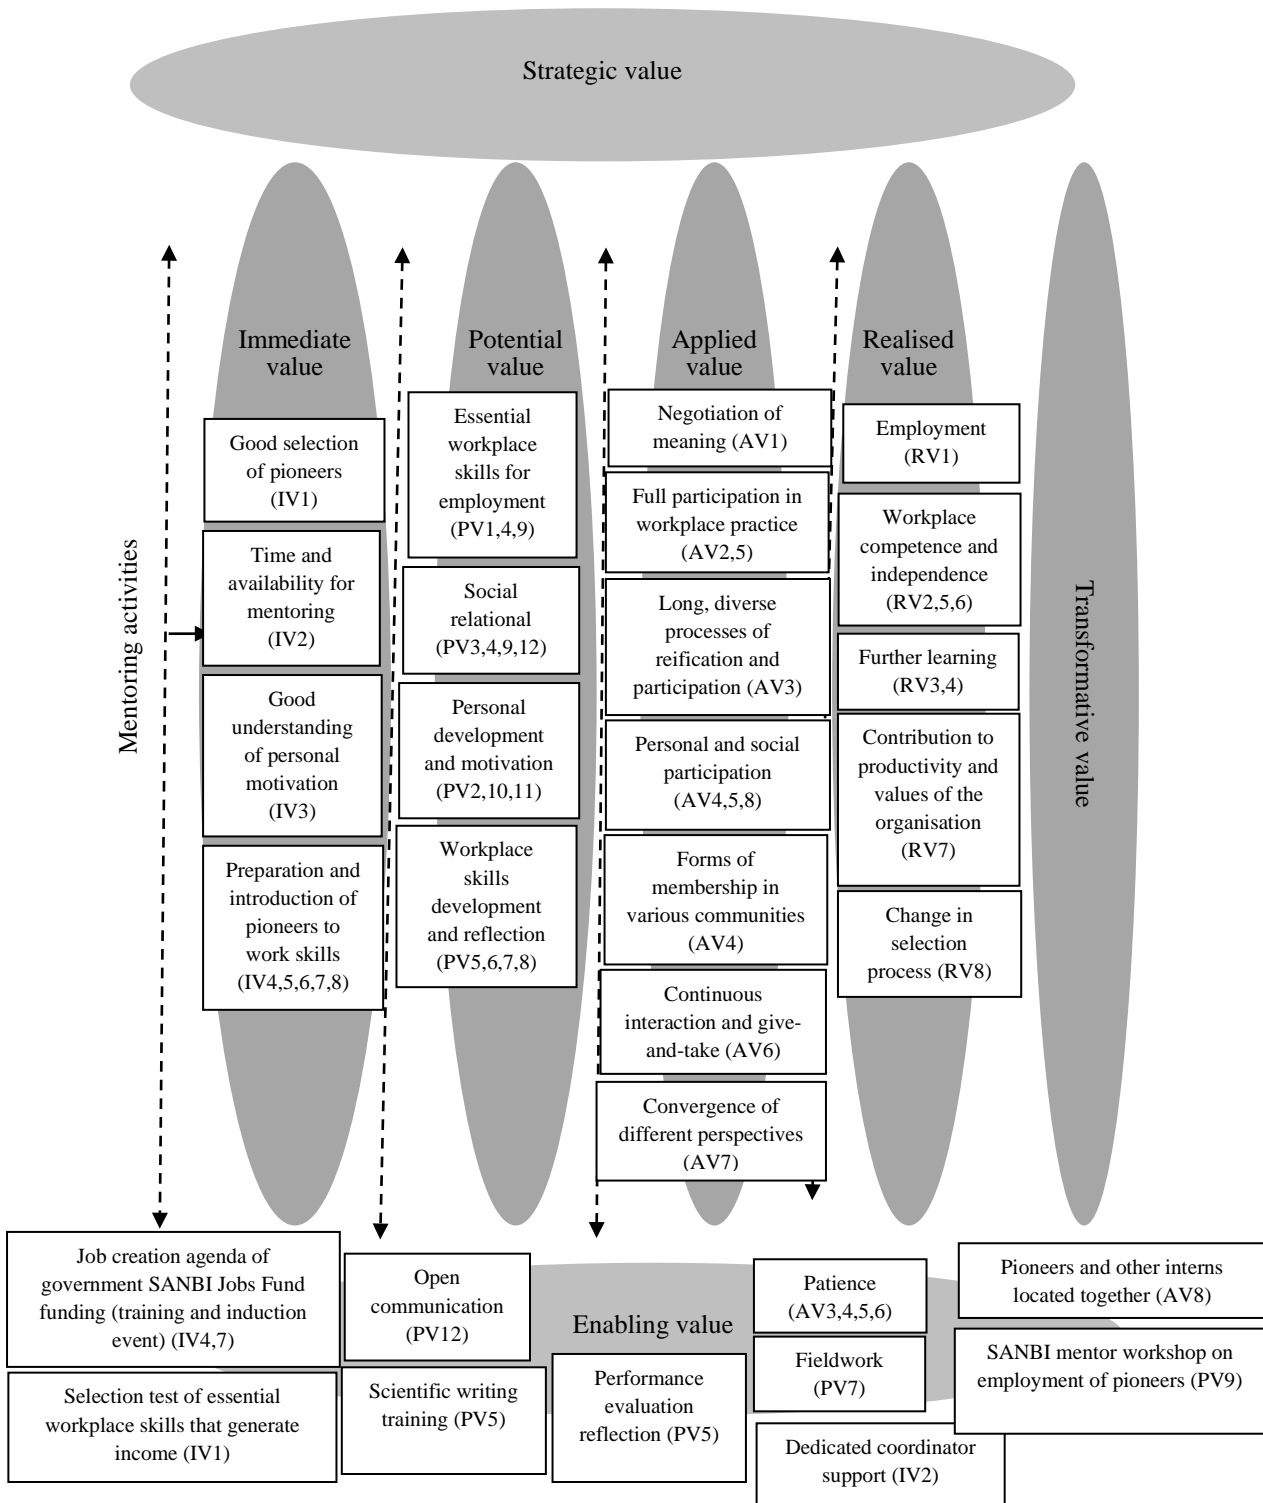 Strategic value
Mentoring activities
Immediate
value
Good selection
of pioneers
(IV1)
Time and
availability for
mentoring
(IV2)
Good
understanding
of personal
motivation
(IV3)
Preparation and
introduction of
pioneers to
work skills
(IV4,5,6,7,8)
Potential
value
Essential
workplace
skills for
employment
(PV1,4,9)
Social
relational
(PV3,4,9,12)
Personal
development
and motivation
(PV2,10,11)
Workplace
skills
development
and reflection
(PV5,6,7,8)
Applied
value
Negotiation of
meaning (AV1)
Full participation in
workplace practice
(AV2,5)
Long, diverse
processes of
reification and
participation (AV3)
Personal and social
participation
(AV4,5,8)
Forms of
membership in
various communities
(AV4)
Continuous
interaction and give-
and-take (AV6)
Convergence of
different perspectives
(AV7)
Realised
value
Employment
(RV1)
Workplace
competence and
independence
(RV2,5,6)
Further learning
(RV3,4)
Contribution to
productivity and
values of the
organisation
(RV7)
Change in
selection
process (RV8)
Transformative value
Job creation agenda of
government SANBI Jobs Fund
funding (training and induction
event) (IV4,7)
Selection test of essential
workplace skills that generate
income (IV1)
Open
communication
(PV12)
Scientific writing
training (PV5)
Enabling value
Performance
evaluation
reflection (PV5)
Patience
(AV3,4,5,6)
Fieldwork
(PV7)
Dedicated coordinator
support (IV2)
Pioneers and other interns
located together (AV8)
SANBI mentor workshop on
employment of pioneers (PV9)